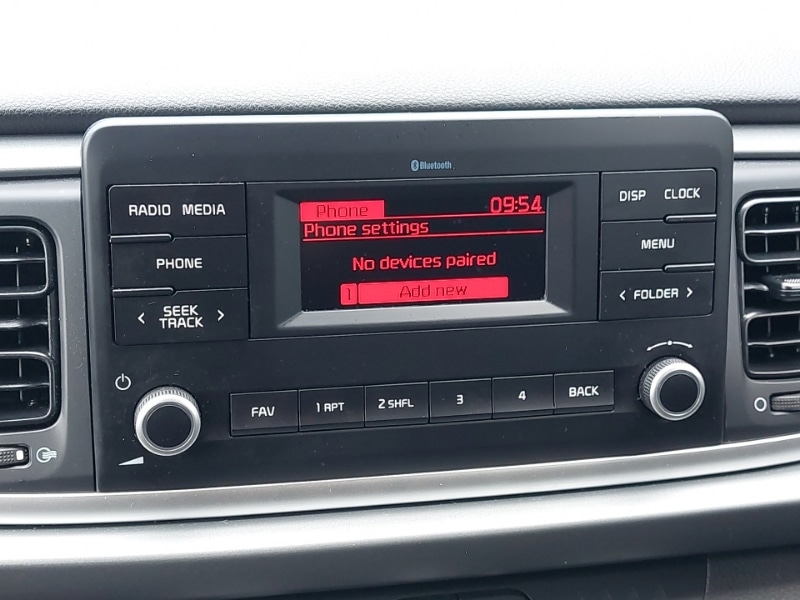 Bluetooth
RADIO MEDIA
PHONE
< SEEK >
TRACK
Phone 09:54
Phone settings
No devices paired
1 Add new
DISP CLOCK
MENU
< FOLDER >
FAV
1 RPT
2 SHFL
3
4
BACK